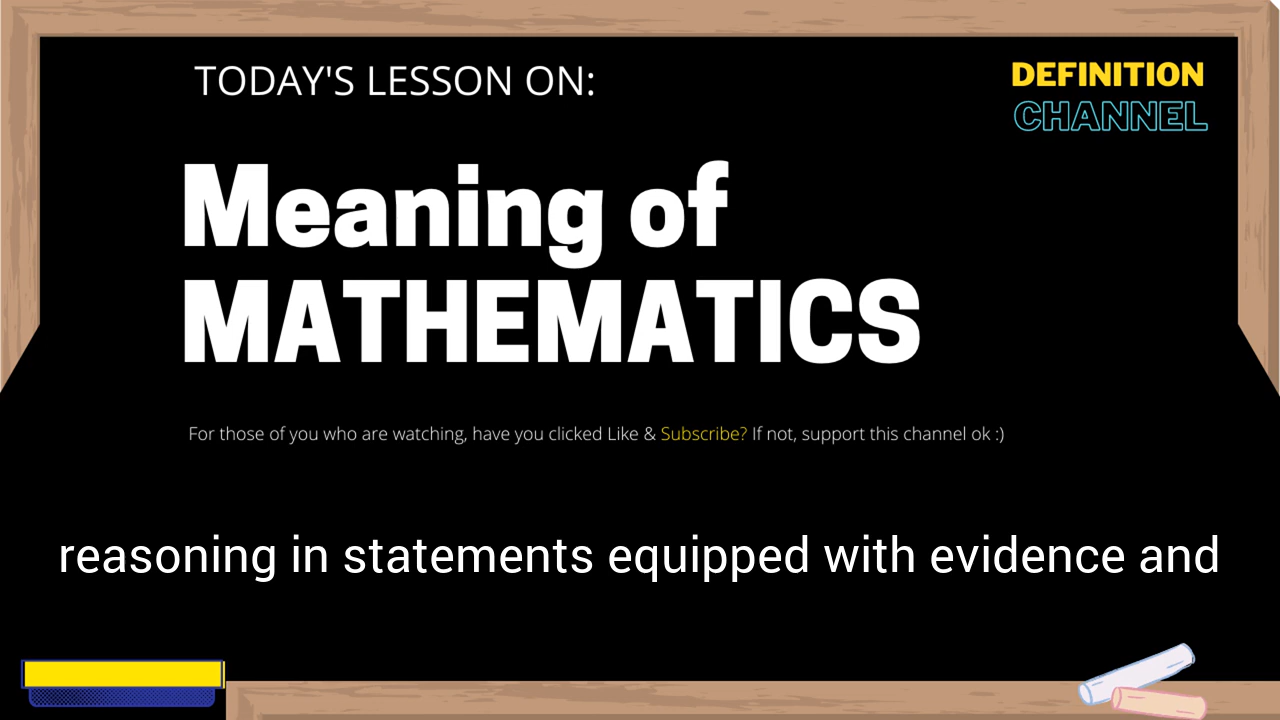 TODAY'S LESSON ON:
DEFINITION
CHANNEL
Meaning of
MATHEMATICS
For those of you who are watching, have you clicked Like & Subscribe? If not, support this channel ok :)
reasoning in statements equipped with evidence and